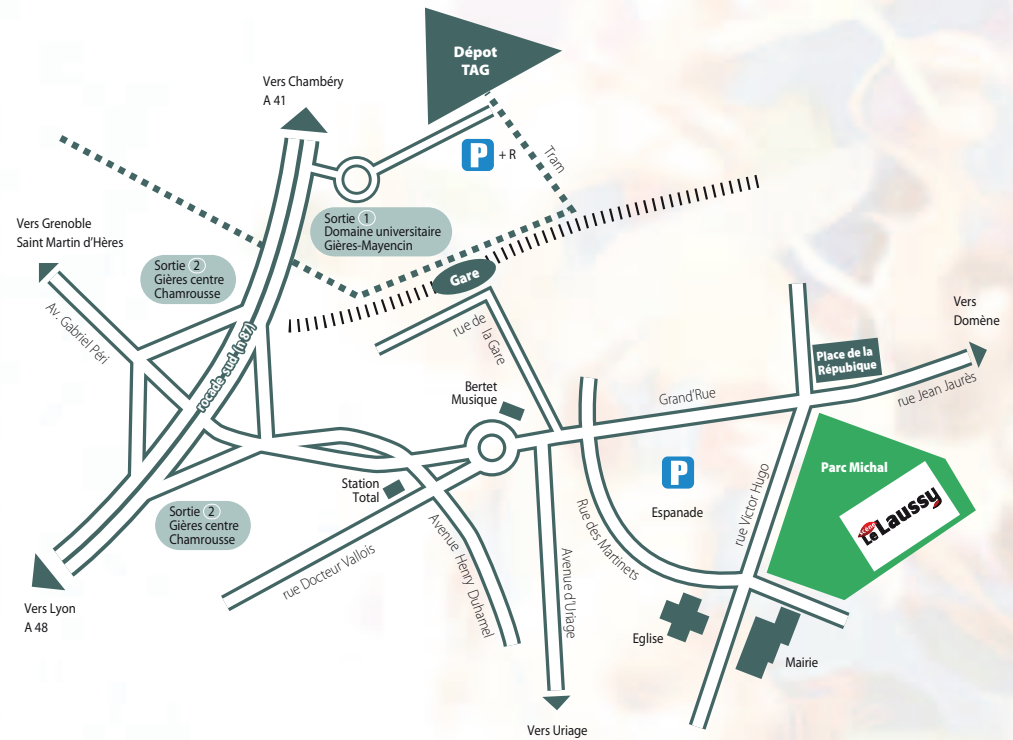 Dépot
TAG
Vers Chambéry
A 41
P + R
Tram
Sortie 1
Domaine universitaire
Gières-Mayencin
Vers Grenoble
Saint Martin d'Hères
Sortie 2
Gières centre
Chamrousse
Gare
Av. Gabriel Péri
rocade sud (n 87)
rue de
la Gare
Vers
Domène
Place de la
Répubique
rue Jean Jaurès
Bertet
Musique
Grand'Rue
Parc Michal
Le Laussy
Station
Total
P
Espanade
rue Victor Hugo
Sortie 2
Gières centre
Chamrousse
Rue des Martinets
Avenue Henry Duhamel
Avenue d'Uriage
rue Docteur Vallois
Vers Lyon
A 48
Eglise
Mairie
Vers Uriage